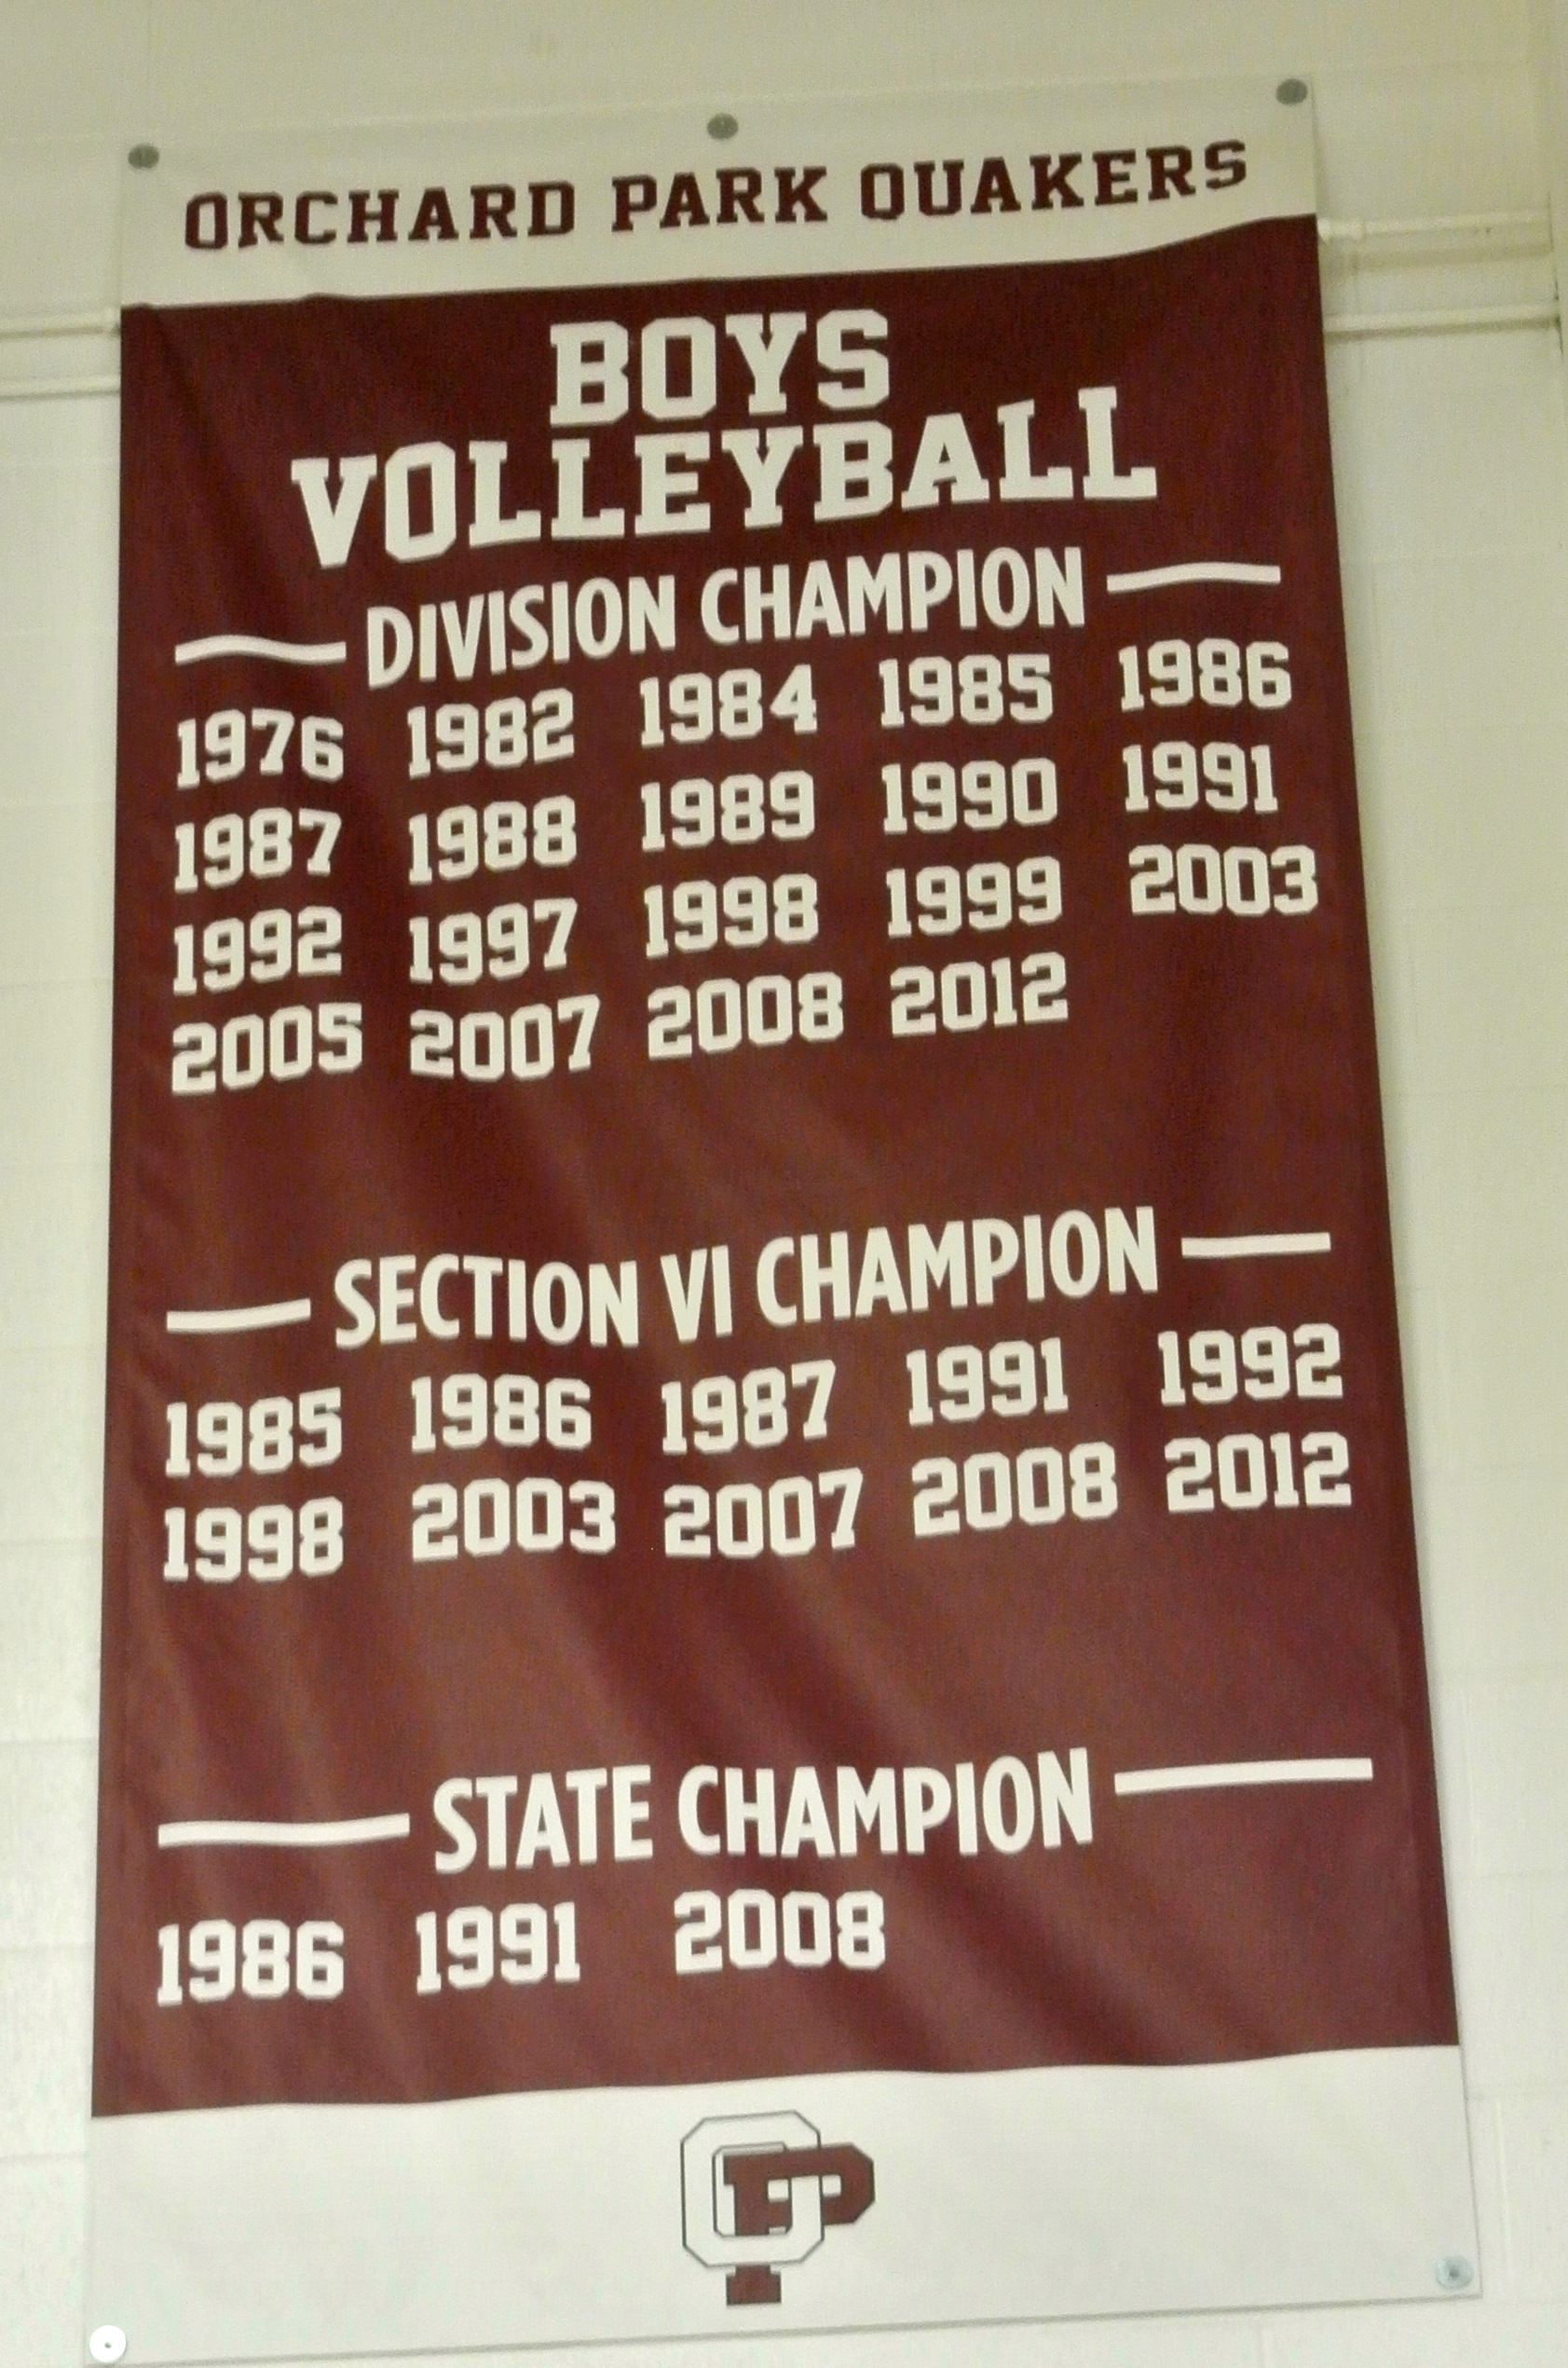 ORCHARD PARK QUAKERS
BOYS
VOLLEYBALL
DIVISION CHAMPION
1976 1982 1984 1985 1986
1987 1988 1989 1990 1991
1992 1997 1998 1999 2003
2005 2007 2008 2012
SECTION VI CHAMPION
1985 1986 1987 1991 1992
1998 2003 2007 2008 2012
STATE CHAMPION
1986 1991 2008
OP